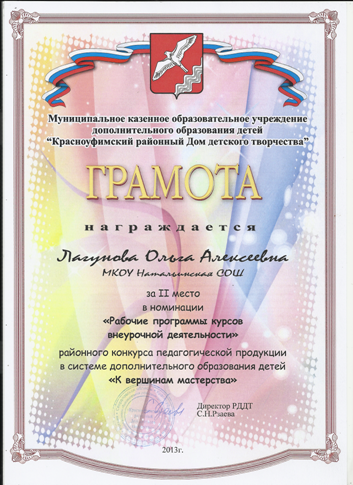 Муниципальное казенное образовательное учреждение
дополнительного образования детей
"Красноуфимский районный Дом детского творчества"
ГРАМОТА
награждается
Лагунова Ольга Алексеевна
МКОУ Натальинская СОШ
за II место
в номинации
«Рабочие программы курсов
внеурочной деятельности»
районного конкурса педагогической продукции
в системе дополнительного образования детей
«К вершинам мастерства»
Директор РДДТ
С.Н.Рзаева
2013г.